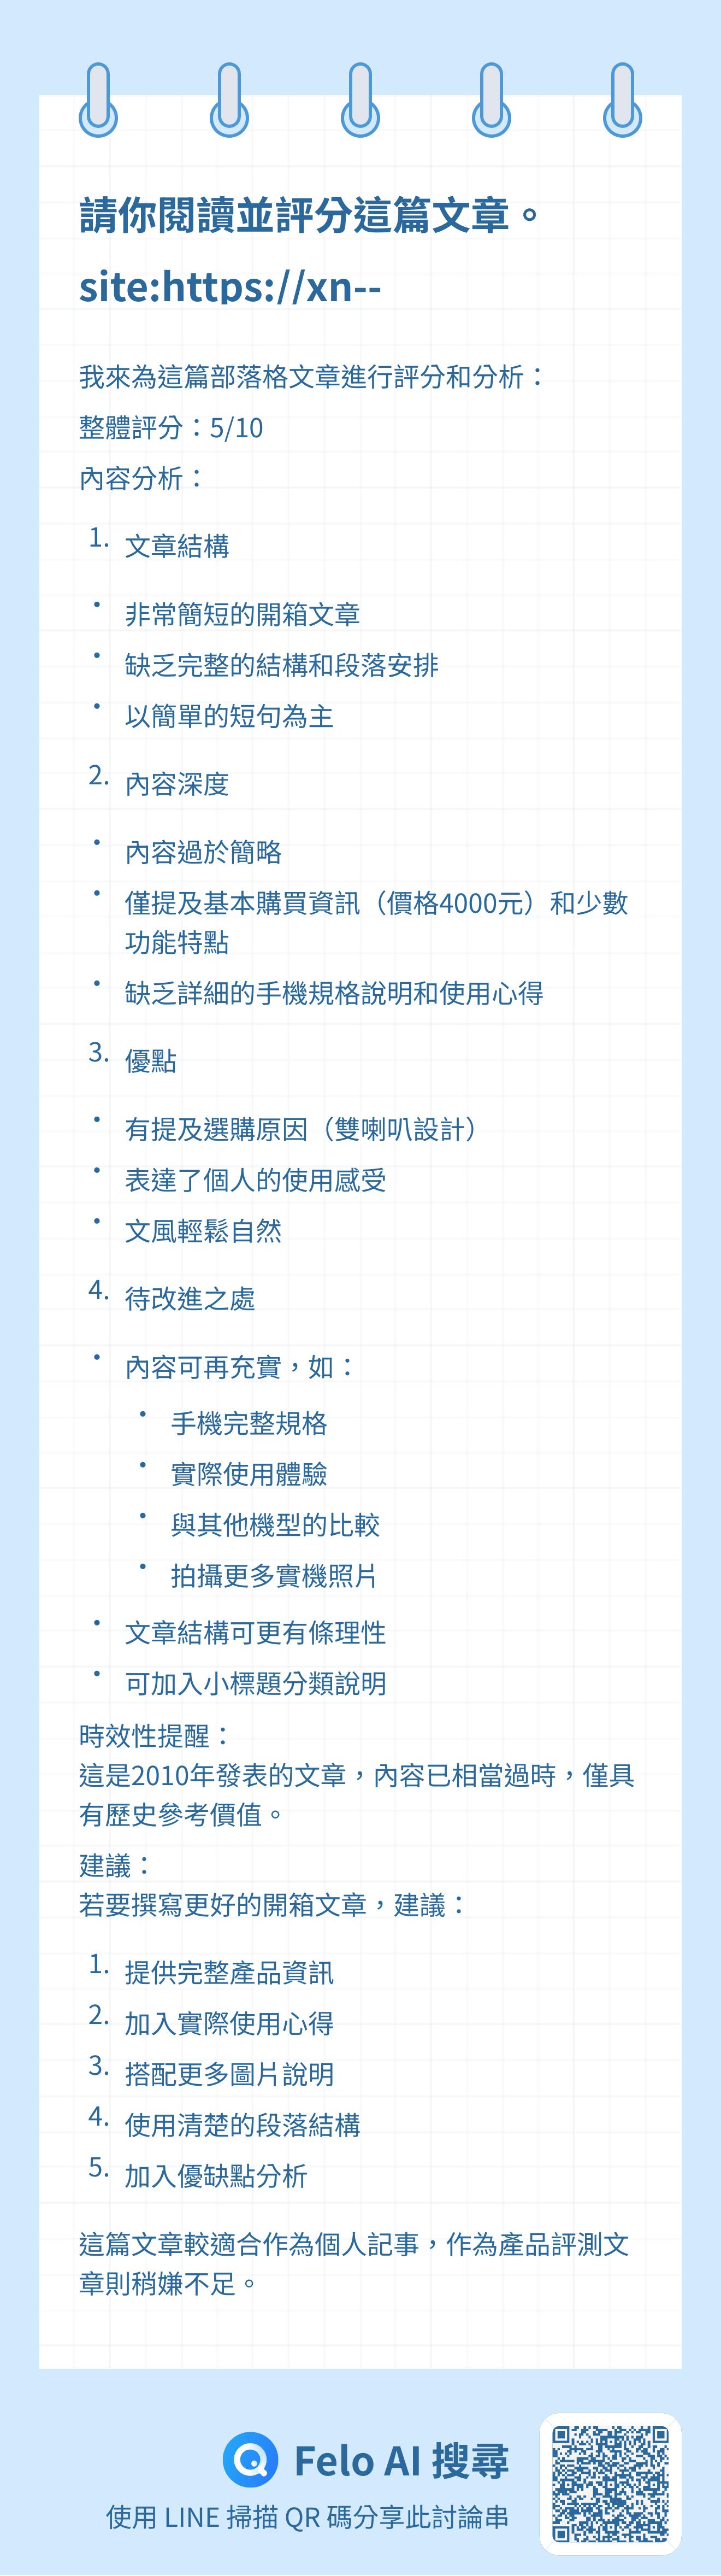 請你閱讀並評分這篇文章。
site:https://xn--
我來為這篇部落格文章進行評分和分析：
整體評分：5/10
內容分析：
1. 文章結構
• 非常簡短的開箱文章
• 缺乏完整的結構和段落安排
• 以簡單的短句為主
2. 內容深度
• 內容過於簡略
• 僅提及基本購買資訊（價格4000元）和少數
功能特點
• 缺乏詳細的手機規格說明和使用心得
3. 優點
• 有提及選購原因（雙喇叭設計）
• 表達了個人的使用感受
• 文風輕鬆自然
4. 待改進之處
• 內容可再充實，如：
• 手機完整規格
• 實際使用體驗
• 與其他機型的比較
• 拍攝更多實機照片
• 文章結構可更有條理性
• 可加入小標題分類說明
時效性提醒：
這是2010年發表的文章，內容已相當過時，僅具
有歷史參考價值。
建議：
若要撰寫更好的開箱文章，建議：
1. 提供完整產品資訊
2. 加入實際使用心得
3. 搭配更多圖片說明
4. 使用清楚的段落結構
5. 加入優缺點分析
這篇文章較適合作為個人記事，作為產品評測文
章則稍嫌不足。
Felo AI 搜尋
使用 LINE 掃描 QR 碼分享此討論串